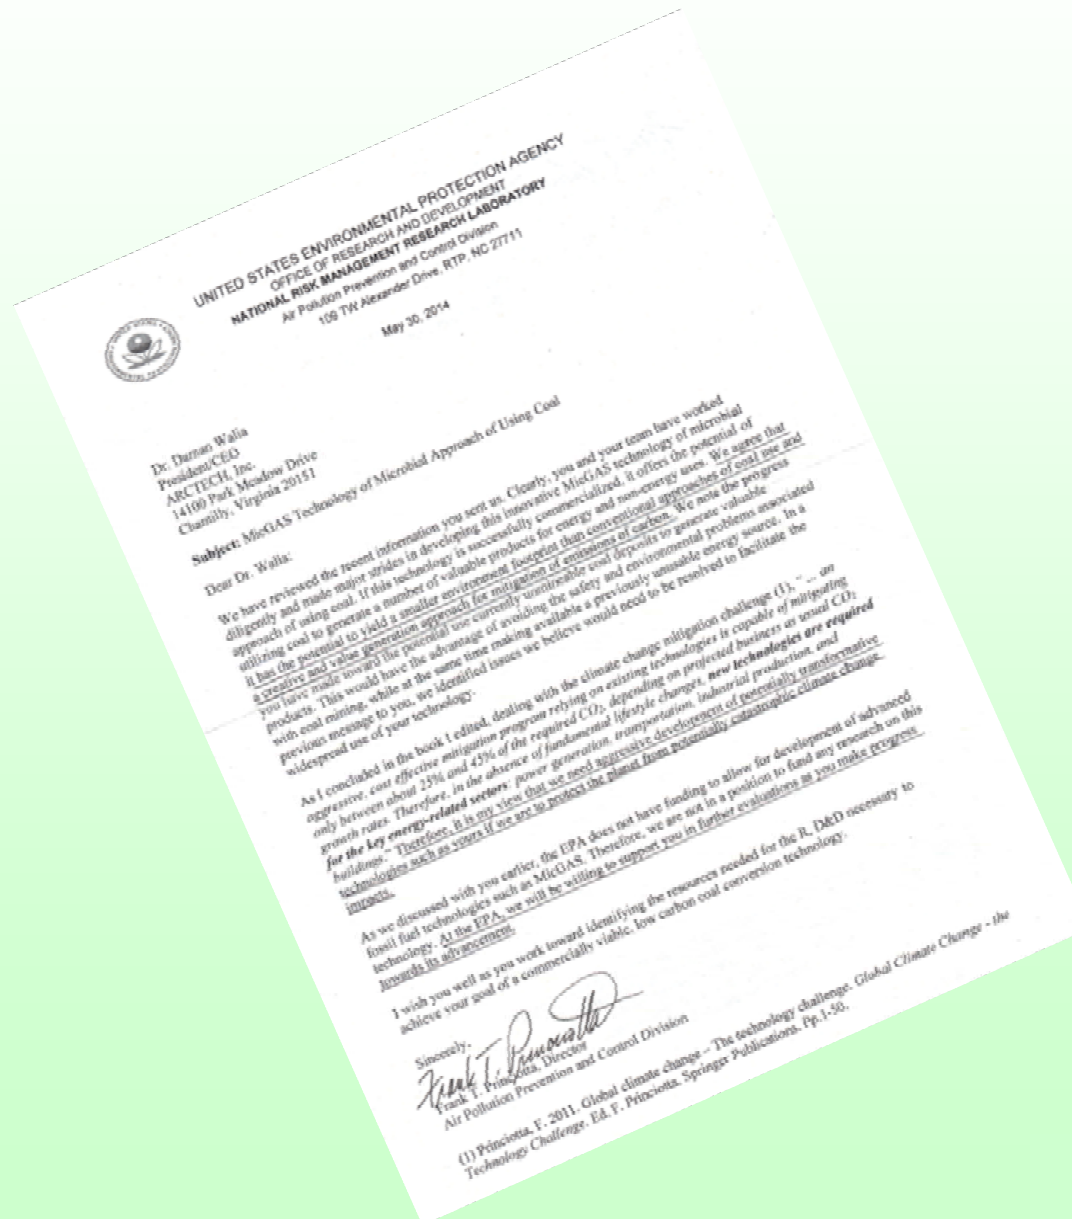 UNITED STATES ENVIRONMENTAL PROTECTION AGENCY
OFFICE OF RESEARCH AND DEVELOPMENT
NATIONAL RISK MANAGEMENT RESEARCH LABORATORY
Air Pollution Prevention and Control Division
109 TW Alexander Drive, RTP, NC 27711
May 30, 2014
Dr. Daman Walia
President/CEO
ARCTECH, Inc.
14100 Park Meadow Drive
Chantilly, Virginia 20151
Subject: MicGAS Technology of Microbial Approach of Using Coal
Dear Dr. Walia:
We have reviewed the recent information you sent us. Clearly, you and your team have worked
diligently and made major strides in developing this innovative MicGAS technology of microbial
approach of using coal. If this technology is successfully commercialized, it offers the potential of
utilizing coal to generate a number of valuable products for energy and non-energy uses. We agree that
it has the potential to yield a smaller environment footprint than conventional approaches of coal use and
a creative and value generation approach for mitigation of emissions of carbon. We note the progress
you have made toward the potential use currently unmineable coal deposits to generate valuable
products. This would have the advantage of avoiding the safety and environmental problems associated
with coal mining, while at the same time making available a previously unusable energy source. In a
previous message to you, we identified issues we believe would need to be resolved to facilitate the
widespread use of your technology.
As I concluded in the book I edited, dealing with the climate change mitigation challenge (1), " ... an
aggressive, cost effective mitigation program relying on existing technologies is capable of mitigating
only between about 25% and 45% of the required CO2, depending on projected business as usual CO2
growth rates. Therefore, in the absence of fundamental lifestyle changes, new technologies are required
for the key energy-related sectors: power generation, transportation, industrial production, and
buildings." Therefore, it is my view that we need aggressive development of potentially transformative
technologies such as yours if we are to protect the planet from potentially catastrophic climate change
impacts.
As we discussed with you earlier, the EPA does not have funding to allow for development of advanced
fossil fuel technologies such as MicGAS. Therefore, we are not in a position to fund any research on this
technology. At the EPA, we will be willing to support you in further evaluations as you make progress
towards its advancement.
I wish you well as you work toward identifying the resources needed for the R, D&D necessary to
achieve your goal of a commercially viable, low carbon coal conversion technology.
Sincerely,
Frank T. Princiotta
Frank T. Princiotta, Director
Air Pollution Prevention and Control Division
(1) Princiotta, F. 2011. Global climate change – The technology challenge. Global Climate Change - the
Technology Challenge. Ed. F. Princiotta. Springer Publications. Pp.1-50.